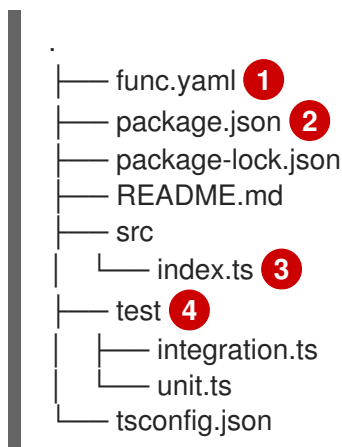 .
├── func.yaml 1
├── package.json 2
├── package-lock.json
├── README.md
├── src
│   └── index.ts 3
├── test 4
│   ├── integration.ts
│   └── unit.ts
└── tsconfig.json